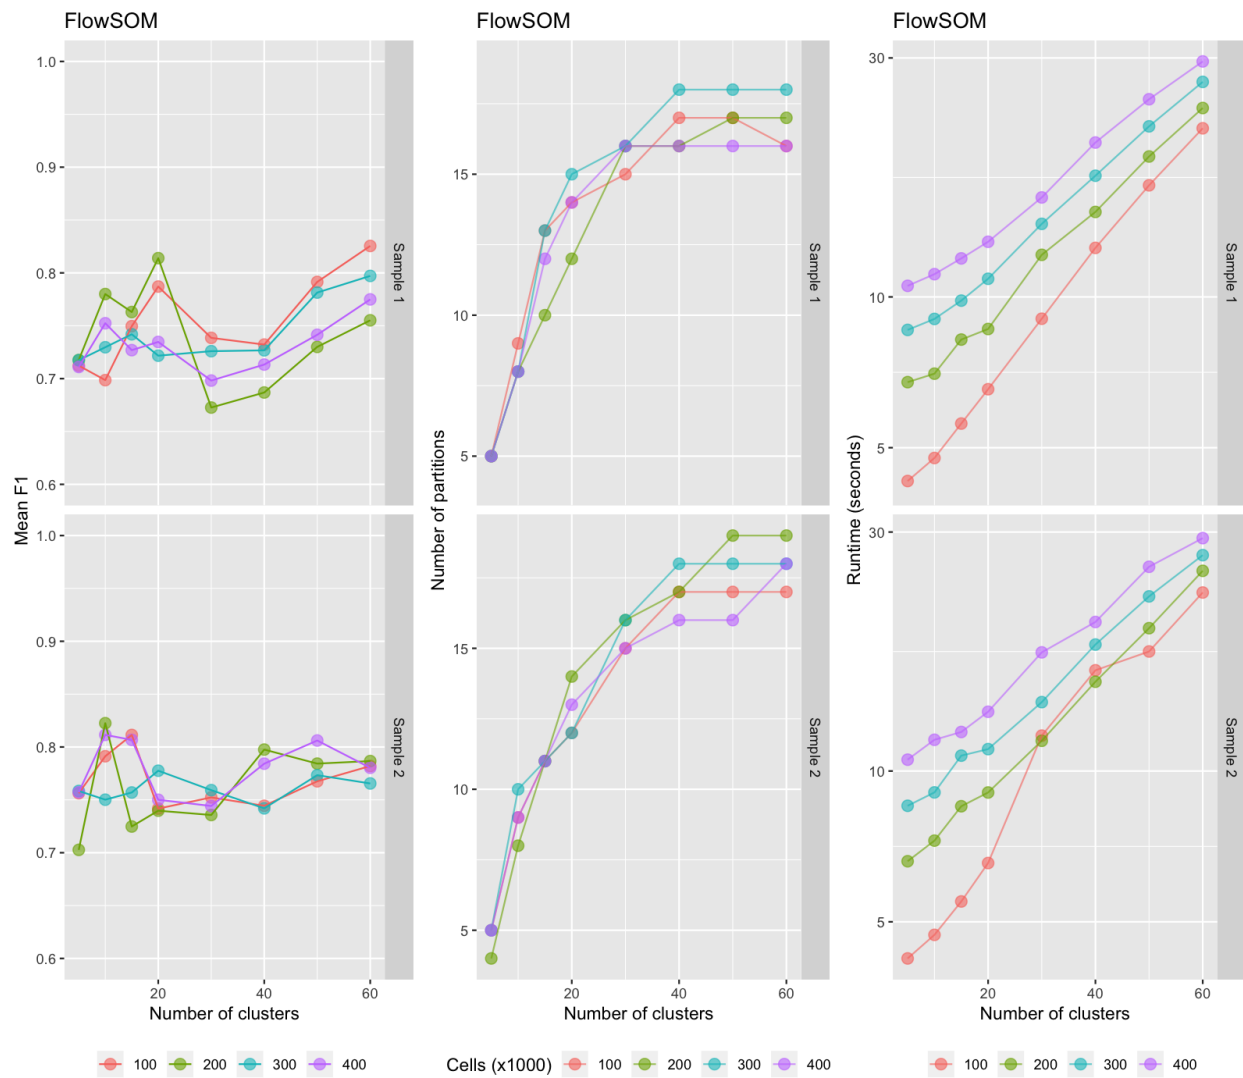 FlowSOM
FlowSOM
FlowSOM
Mean F1
1.0
0.9
0.8
0.7
0.6
Sample 1
1.0
0.9
0.8
0.7
0.6
Sample 2
20 40 60
Number of clusters
Number of partitions
15
10
5
Sample 1
15
10
5
Sample 2
20 40 60
Number of clusters
Runtime (seconds)
30
10
5
Sample 1
30
10
5
Sample 2
20 40 60
Number of clusters
100 200 300 400
Cells (x1000) 100 200 300 400
100 200 300 400